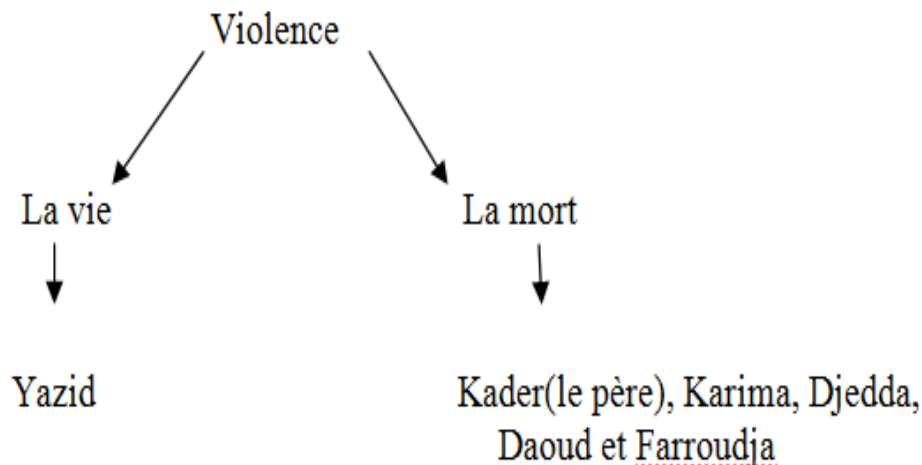 Violence
La vie
La mort
Yazid
Kader(le père), Karima, Djedda,
Daoud et Farroudja